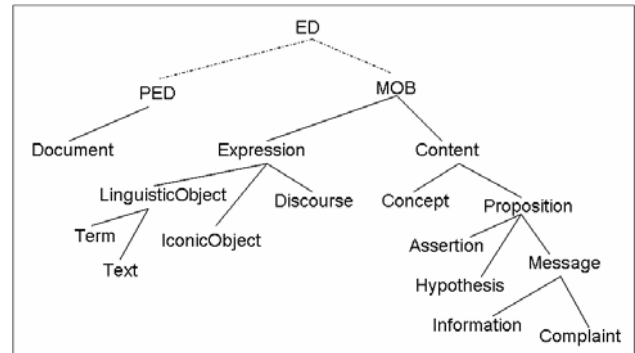 ED
PED
MOB
Document
Expression
Content
LinguisticObject
Discourse
Concept
Proposition
Term
IconicObject
Assertion
Text
Hypothesis
Message
Information
Complaint